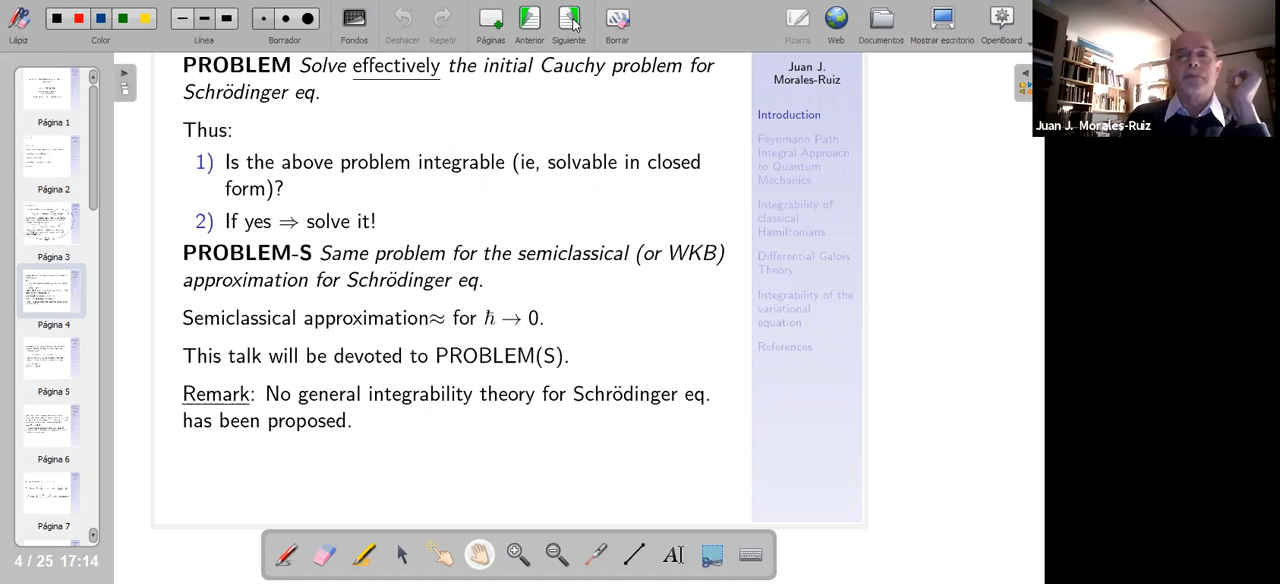 Lápiz
Color
Línea
Borrador
Fondos
Deshacer
Repetir
Páginas
Anterior
Siguiente
Borrar
Pizarra
Web
Documentos
Mostrar escritorio
OpenBoard
Página 1
Página 2
Página 3
Página 4
Página 5
Página 6
Página 7
4 / 25 17:14
PROBLEM Solve effectively the initial Cauchy problem for
Schrödinger eq.
Thus:
1) Is the above problem integrable (ie, solvable in closed
form)?
2) If yes ⇒ solve it!
PROBLEM-S Same problem for the semiclassical (or WKB)
approximation for Schrödinger eq.
Semiclassical approximation≈ for ℏ → 0.
This talk will be devoted to PROBLEM(S).
Remark: No general integrability theory for Schrödinger eq.
has been proposed.
Juan J.
Morales-Ruiz
Introduction
Feynmann Path
Integral Approach
to Quantum
Mechanics
Integrability of
classical
Hamiltonians
Differential Galois
Theory
Integrability of the
variational
equation
References
Juan J. Morales-Ruiz
AI